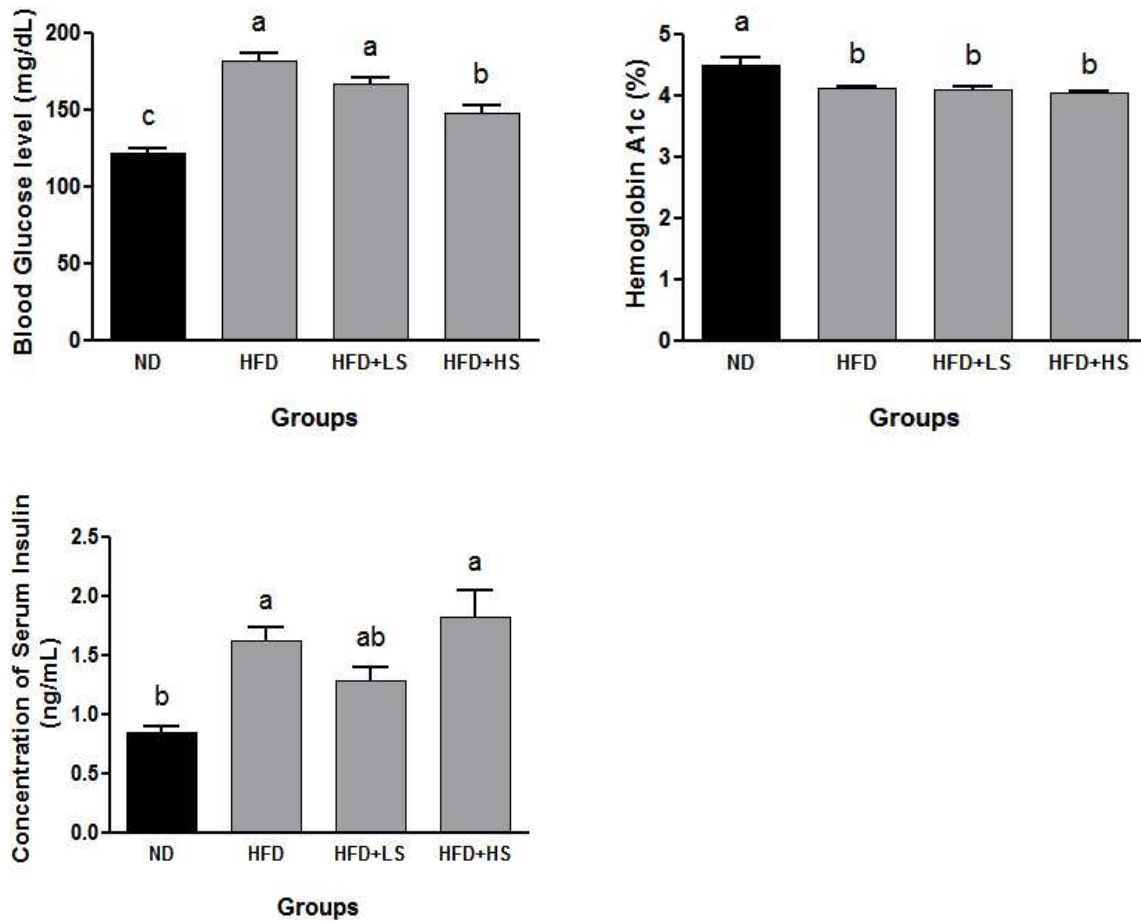 Blood Glucose level (mg/dL)
200
150
100
50
0
c
a
a
b
ND
HFD
HFD+LS
HFD+HS
Groups
Hemoglobin A1c (%)
5
4
3
2
1
0
a
b
b
b
ND
HFD
HFD+LS
HFD+HS
Groups
Concentration of Serum Insulin
(ng/mL)
2.5
2.0
1.5
1.0
0.5
0.0
b
a
ab
a
ND
HFD
HFD+LS
HFD+HS
Groups